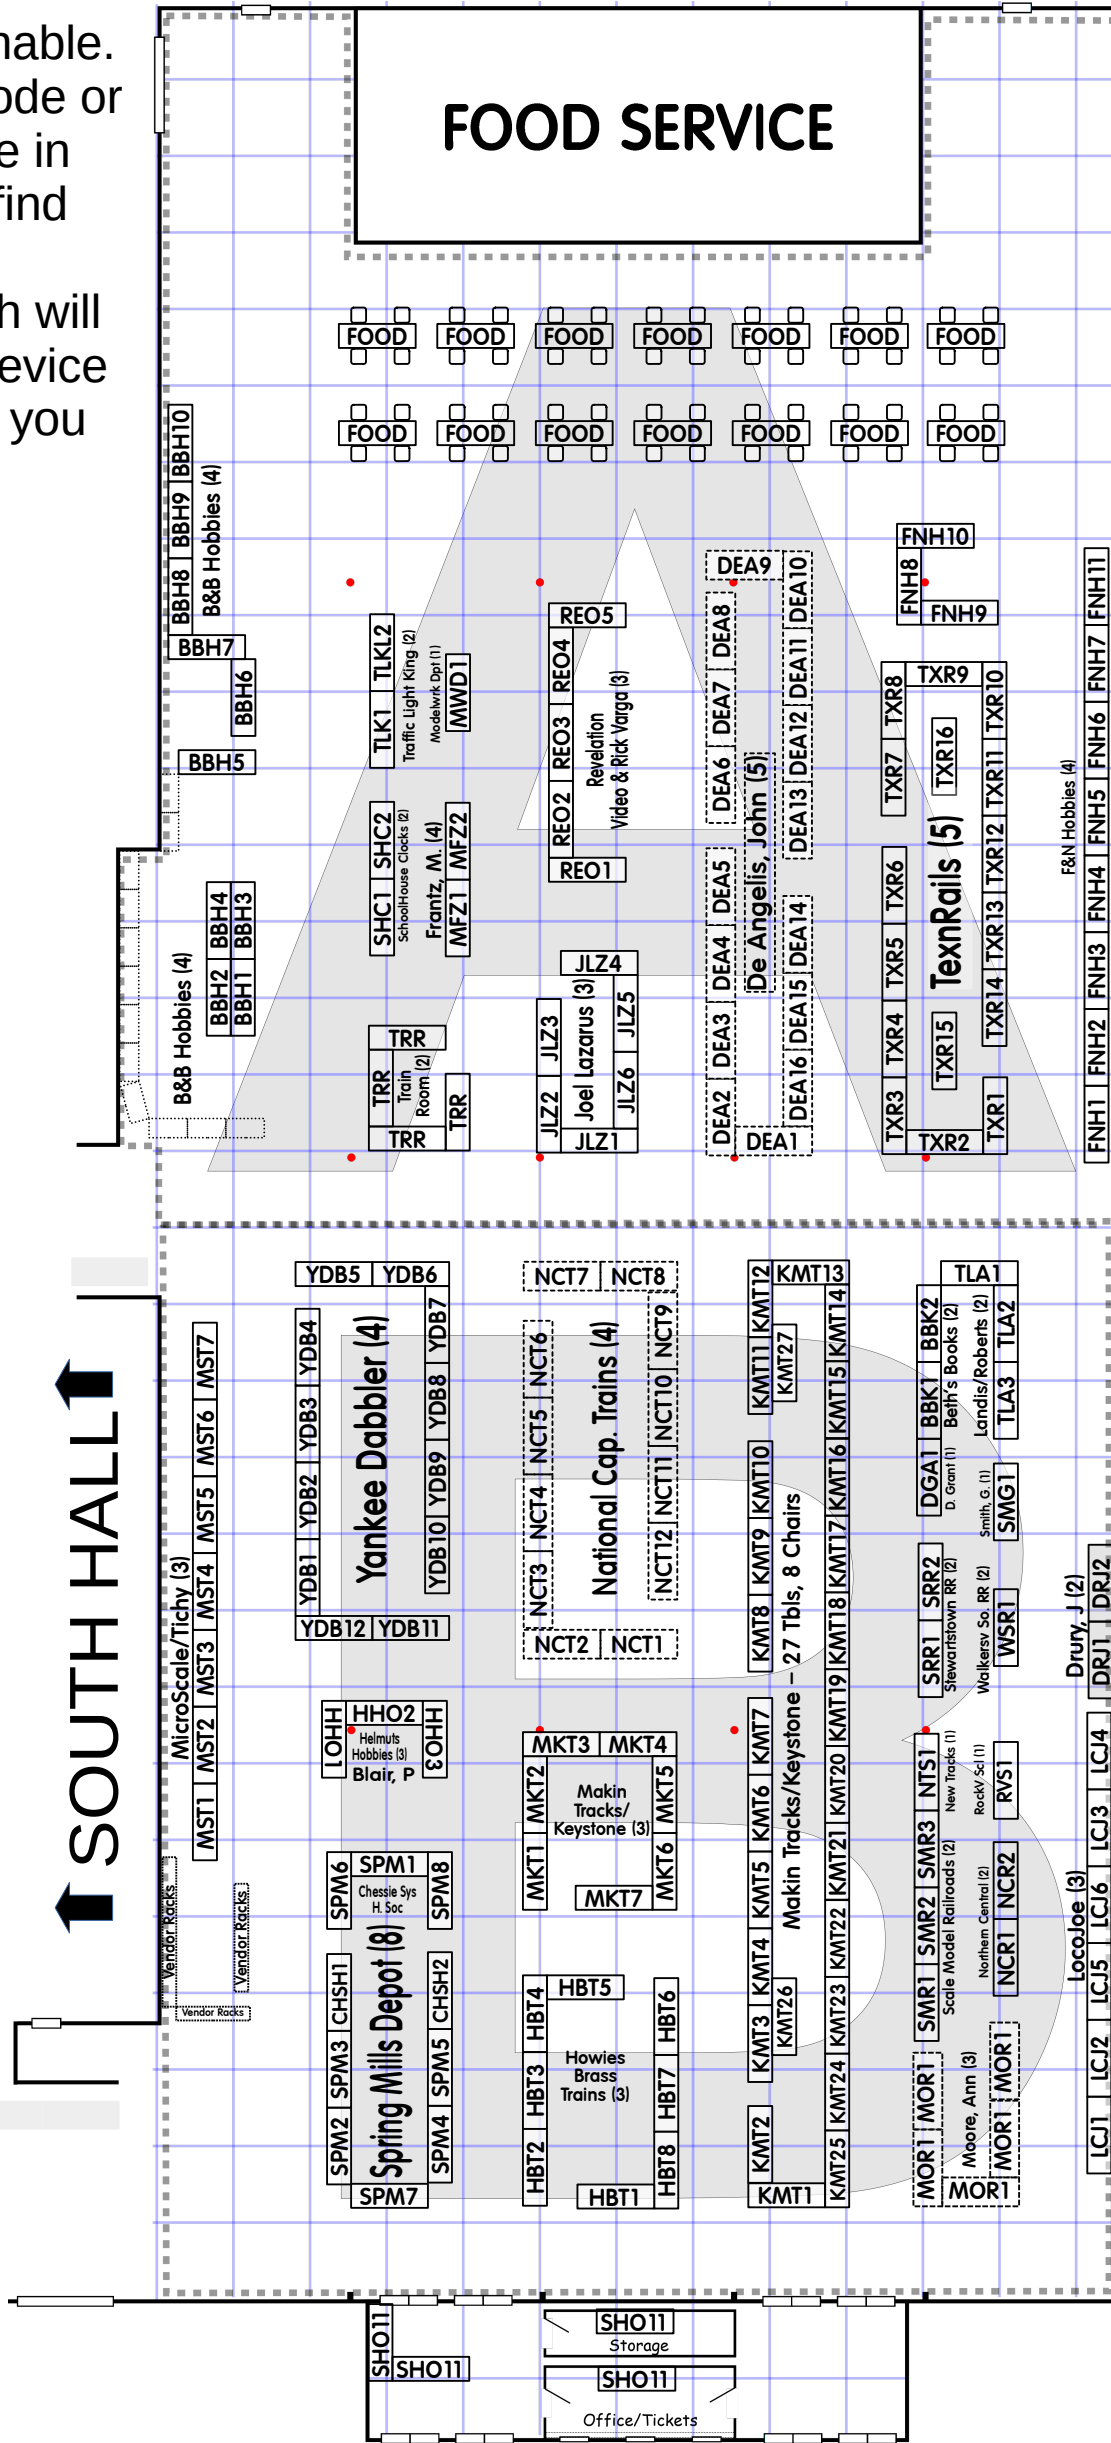 nable.
ode or
e in
find
h will
evice
you
FOOD SERVICE
FOOD FOOD FOOD FOOD FOOD FOOD FOOD
FOOD FOOD FOOD FOOD FOOD FOOD FOOD
BBH10
BBH9
BBH8
B&B Hobbies (4)
BBH7
BBH6
BBH5
BBH4
BBH3
BBH2
BBH1
B&B Hobbies (4)
TLKL2
TLK1
Traffic Light King (2)
Modelwrk Dpt (1)
MWD1
SHC2
SHC1
SchoolHouse Clocks (2)
Frantz, M. (4)
MFZ2
MFZ1
TRR
TRR
Train
Room (2)
TRR
TRR
REO5
REO4
REO3
REO2
REO1
Revelation
Video & Rick Varga (3)
JLZ4
JLZ3
JLZ2
Joel Lazarus (3)
JLZ5
JLZ6
JLZ1
DEA9
DEA10
DEA8
DEA11
DEA7
DEA12
DEA6
DEA13
De Angelis, John (5)
DEA5
DEA14
DEA4
DEA15
DEA3
DEA16
DEA2
DEA1
FNH10
FNH8
FNH9
TXR9
TXR8
TXR10
TXR7
TXR16
TXR11
TXR6
TXR12
TexnRails (5)
TXR5
TXR13
TXR4
TXR14
TXR15
TXR3
TXR1
TXR2
FNH11
FNH7
FNH6
FNH5
F&N Hobbies (4)
FNH4
FNH3
FNH2
FNH1
SOUTH HALL
MST7
MST6
MST5
MST4
MST3
MST2
MST1
MicroScale/Tichy (3)
Vendor Racks
Vendor Racks
Vendor Racks
YDB5 YDB6
YDB4
YDB7
YDB3
YDB8
YDB2
YDB9
YDB1
YDB10
Yankee Dabbler (4)
YDB12 YDB11
HHO1
HHO2
HHO3
Helmuts
Hobbies (3)
Blair, P
SPM6
SPM1
SPM8
Chessie Sys
H. Soc
CHSH1
CHSH2
SPM3
SPM5
SPM2
SPM4
Spring Mills Depot (8)
SPM7
NCT7 NCT8
NCT6
NCT9
NCT5
NCT10
NCT4
NCT11
NCT3
NCT12
National Cap. Trains (4)
NCT2 NCT1
MKT3 MKT4
MKT2
MKT5
Makin
Tracks/
Keystone (3)
MKT1
MKT6
MKT7
HBT5
HBT4
HBT6
Howies
Brass
Trains (3)
HBT3
HBT7
HBT2
HBT8
HBT1
KMT12
KMT13
KMT14
KMT11
KMT27
KMT15
KMT10
KMT16
KMT9
KMT17
KMT8
KMT18
Makin Tracks/Keystone – 27 Tbls, 8 Chairs
KMT19
KMT7
KMT20
KMT6
KMT21
KMT5
KMT22
KMT4
KMT23
KMT3
KMT26
KMT24
KMT2
KMT25
KMT1
TLA1
BBK2
TLA2
BBK1
TLA3
Beth's Books (2)
Landis/Roberts (2)
DGA1
D. Grant (1)
Smith, G. (1)
SMG1
SRR2
SRR1
Stewartstown RR (2)
Walkersv So. RR (2)
WSR1
Drury, J (2)
DRJ2
DRJ1
NTS1
New Tracks (1)
RockV Scl (1)
RVS1
SMR3
SMR2
SMR1
Scale Model Railroads (2)
Northern Central (2)
NCR2
NCR1
LocoJoe (3)
LCJ4
LCJ3
LCJ6
LCJ5
LCJ2
LCJ1
MOR1
MOR1
Moore, Ann (3)
MOR1
MOR1
MOR1
SHO11
SHO11
SHO11
Storage
SHO11
Office/Tickets